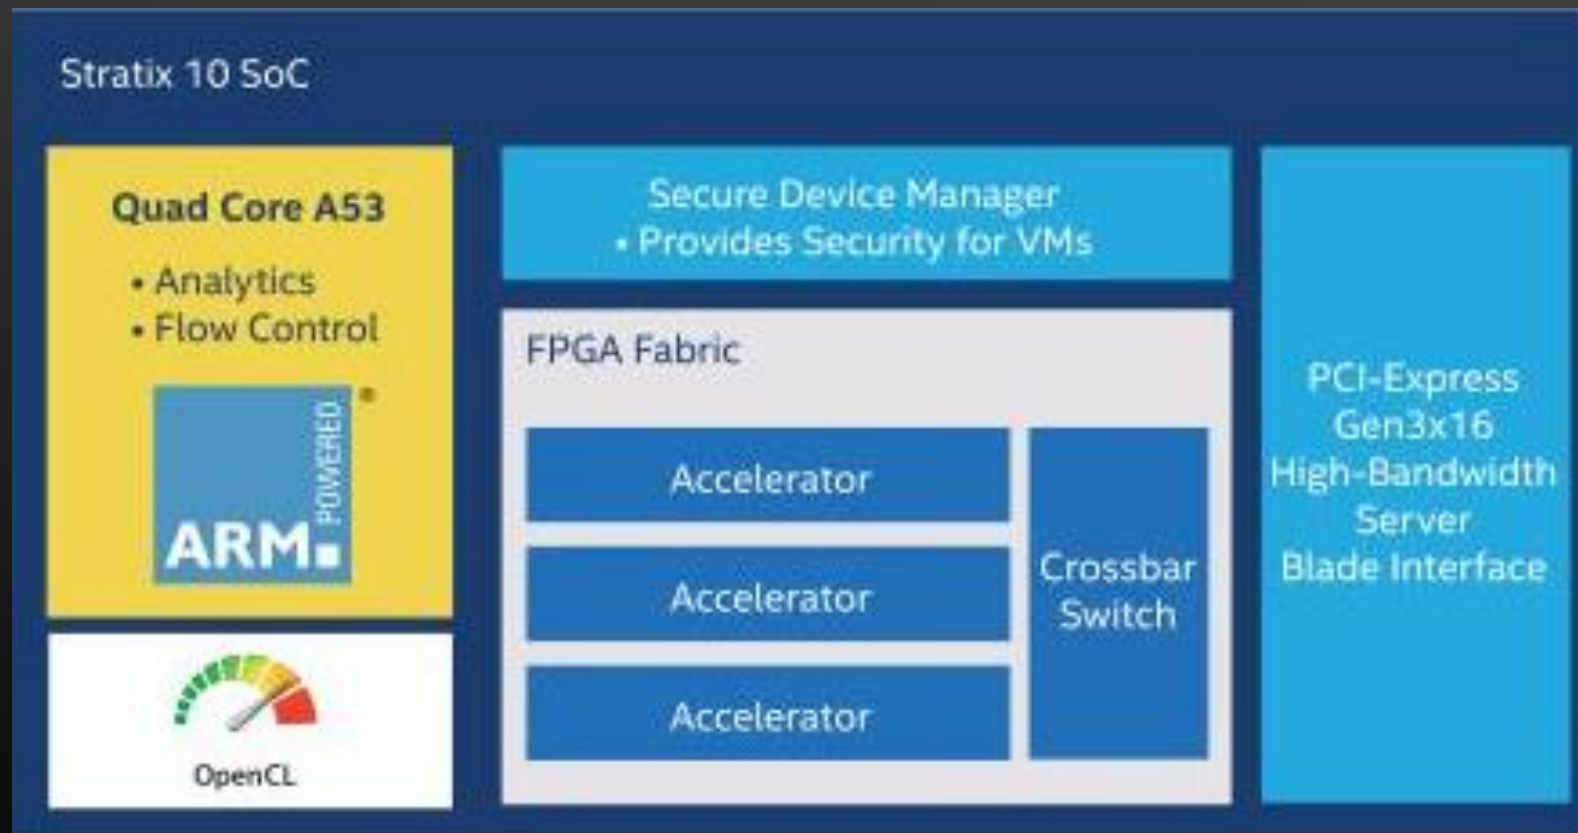 Stratix 10 SoC
Quad Core A53
• Analytics
• Flow Control
ARM POWERED ®
OpenCL
Secure Device Manager
• Provides Security for VMs
FPGA Fabric
Accelerator
Accelerator
Accelerator
Crossbar
Switch
PCI-Express
Gen3x16
High-Bandwidth
Server
Blade Interface